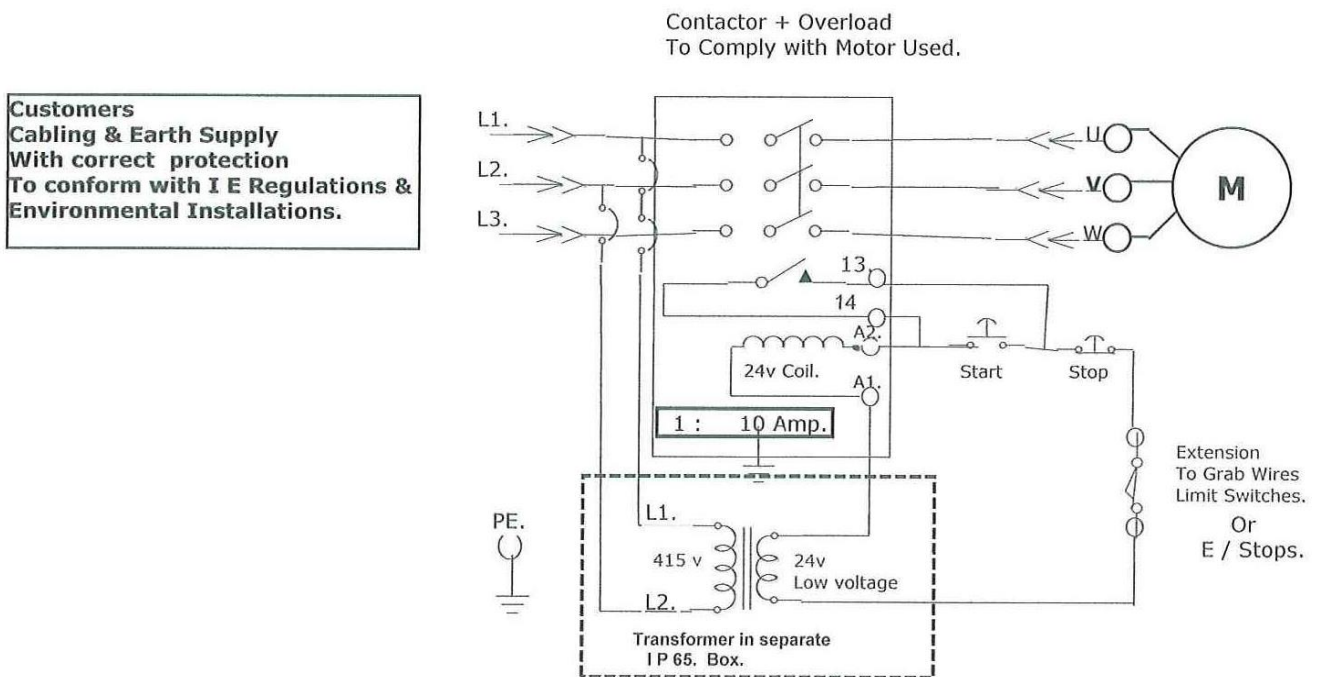 Contactor + Overload
To Comply with Motor Used.
Customers
Cabling & Earth Supply
With correct protection
To conform with I E Regulations &
Environmental Installations.
L1.
L2.
L3.
U
V
W
M
13.
14
A2.
24v Coil.
A1.
Start
Stop
1 : 10 Amp.
Extension
To Grab Wires
Limit Switches.
Or
E / Stops.
PE.
L1.
415 v
L2.
24v
Low voltage
Transformer in separate
I P 65. Box.